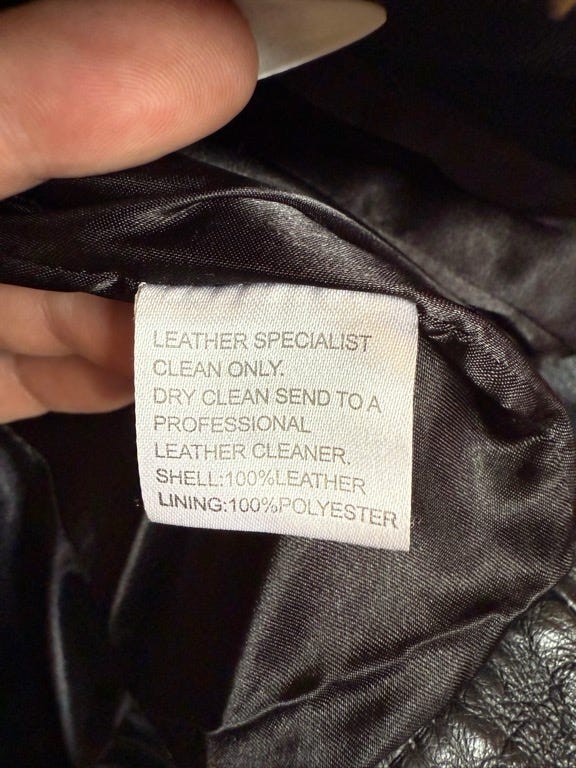 LEATHER SPECIALIST
CLEAN ONLY.
DRY CLEAN SEND TO A
PROFESSIONAL
LEATHER CLEANER.
SHELL:100%LEATHER
LINING:100%POLYESTER